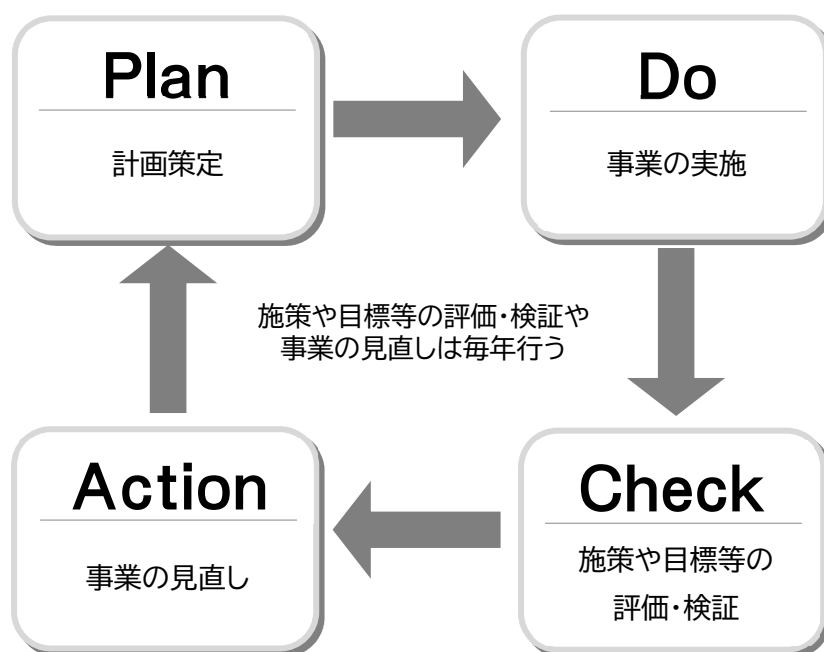 Plan
計画策定
Do
事業の実施
施策や目標等の評価・検証や
事業の見直しは毎年行う
Action
事業の見直し
Check
施策や目標等の
評価・検証